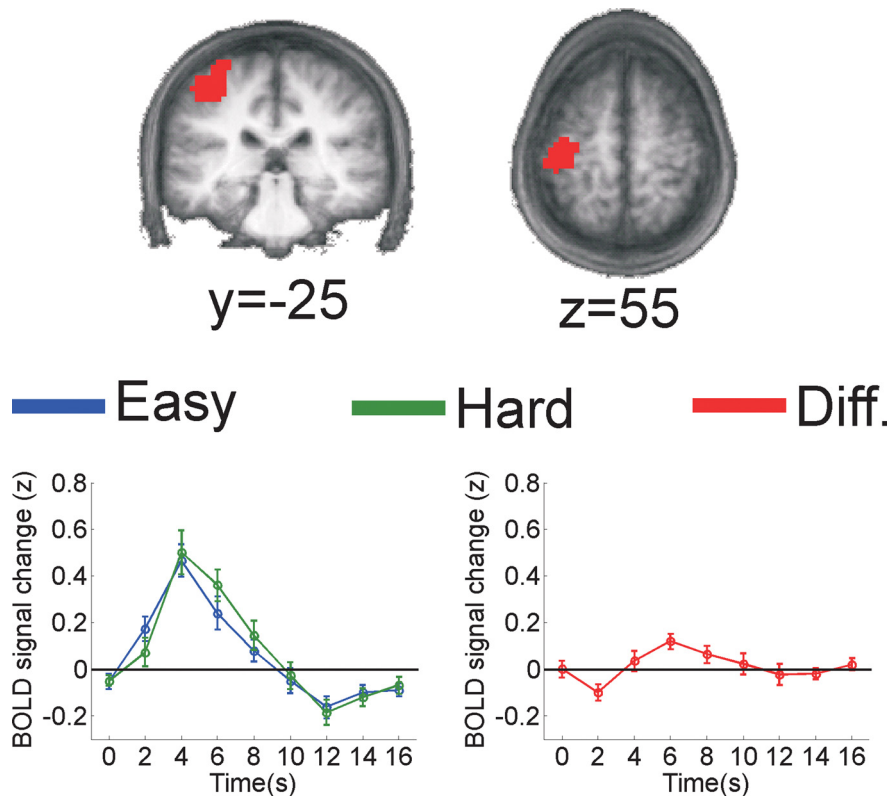 y=-25 z=55
Easy Hard Diff.
BOLD signal change (z)
0.8
0.6
0.4
0.2
0
-0.2
0 2 4 6 8 10 12 14 16
Time(s)
BOLD signal change (z)
0.8
0.6
0.4
0.2
0
-0.2
0 2 4 6 8 10 12 14 16
Time(s)